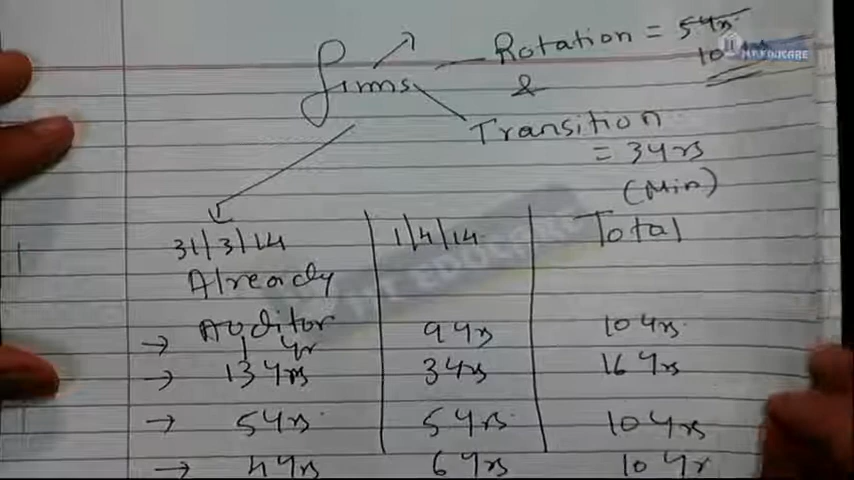 Rotation = 5 Yrs
10 Yrs
firms &
Transition
= 3 Yrs
(Min)
31/3/14 1/4/14 Total
Already
Auditor
→ 1 Yr 9 Yrs 10 Yrs
→ 13 Yrs 3 Yrs 16 Yrs
→ 5 Yrs 5 Yrs 10 Yrs
→ 4 Yrs 6 Yrs 10 Yr